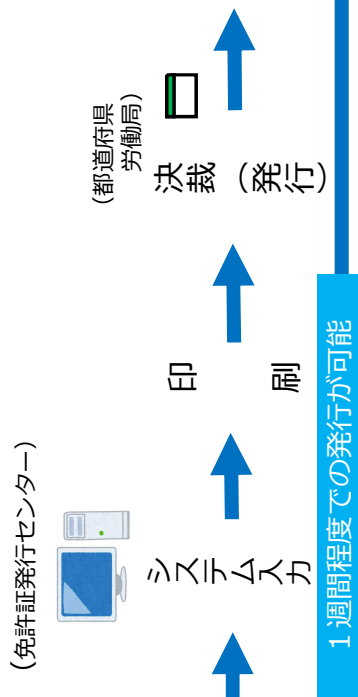 （免許証発行センター）
システム入力
印刷
（都道府県
労働局）
決裁（発行）
１週間程度での発行が可能